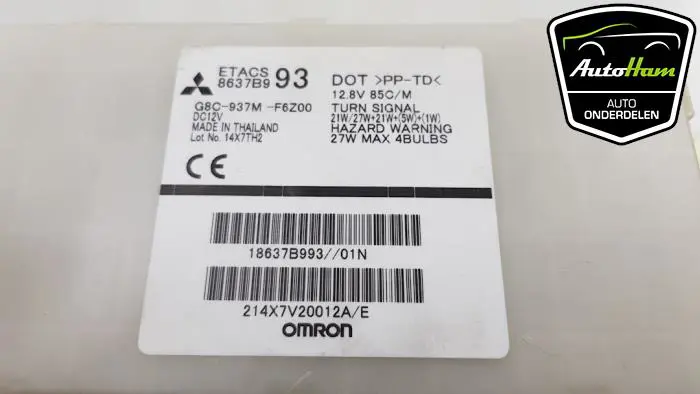 ETACS
8637B9 93
G8C-937M -F6Z00
DC12V
MADE IN THAILAND
Lot No. 14X7TH2
CE
DOT >PP-TD<
12.8V 85C/M
TURN SIGNAL
21W/27W+21W+(5W)+(1W)
HAZARD WARNING
27W MAX 4BULBS
18637B993//01N
214X7V20012A/E
OMRON
AutoHam
AUTO
ONDERDELEN